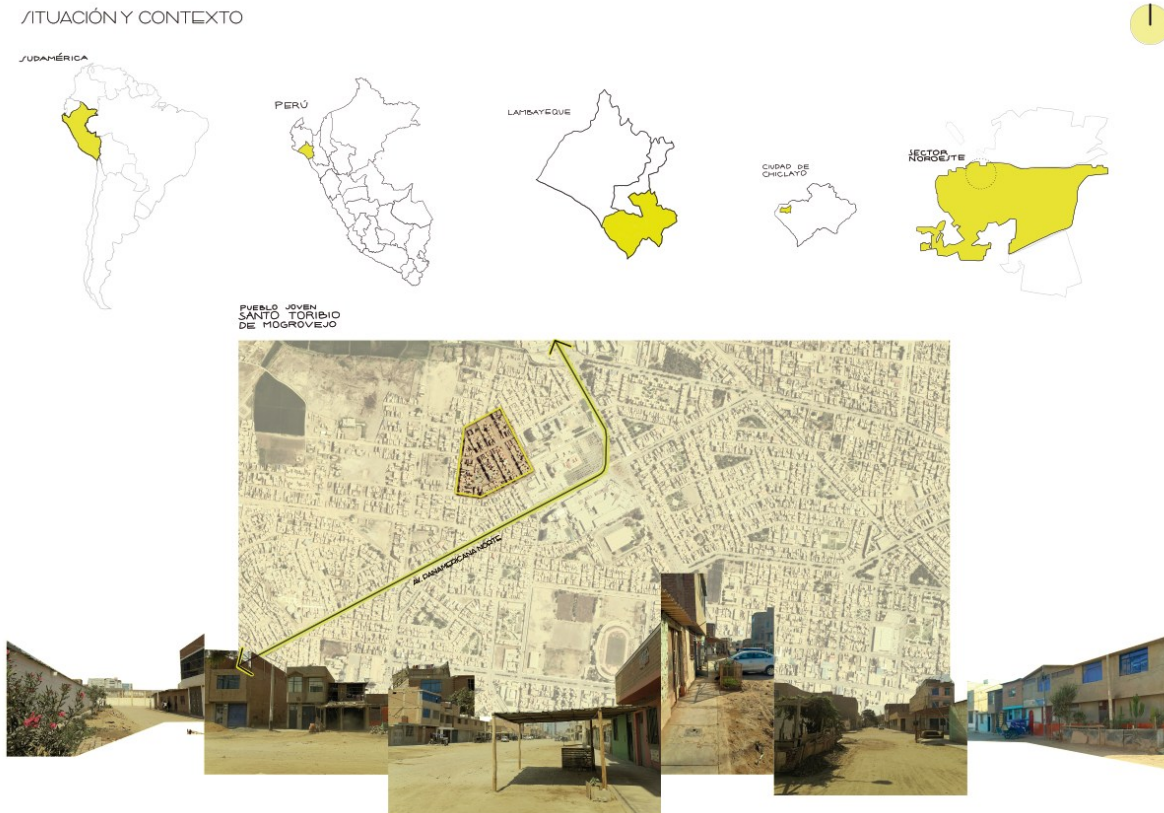 SITUACIÓN Y CONTEXTO
SUDAMÉRICA
PERÚ
LAMBAYEQUE
CIUDAD DE
CHICLAYO
SECTOR
NOROESTE
PUEBLO JOVEN
SANTO TORIBIO
DE MOGROVEJO
AV. PANAMERICANA NORTE